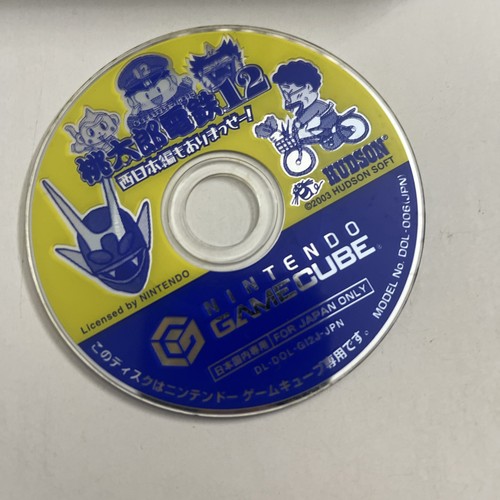 12
桃太郎電鉄12
西日本編もおりまっせー!
HUDSON®
©2003 HUDSON SOFT
Licensed by NINTENDO
NINTENDO
GAMECUBE
日本国内専用 FOR JAPAN ONLY
DL-DOL-GI2J-JPN
MODEL No. DOL-006(JPN)
このディスクはニンテンドー ゲームキューブ専用です。